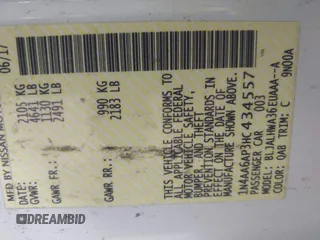 06/17
MFD BY NISSAN MOTOR
GVWR: 2105 KG
4641 LB
GAWR FR.: 1130 KG
2491 LB
GAWR RR.: 990 KG
2183 LB
THIS VEHICLE CONFORMS TO
ALL APPLICABLE FEDERAL
MOTOR VEHICLE SAFETY,
BUMPER AND THEFT
PREVENTION STANDARDS IN
EFFECT ON THE DATE OF
MANUFACTURE SHOWN ABOVE.
1N4AA6AP3HC434557
PASSENGER CAR 003
MODEL: BLJALHWA36EUAAA--A
COLOR: QAB TRIM: C 9N00A
DREAMBID